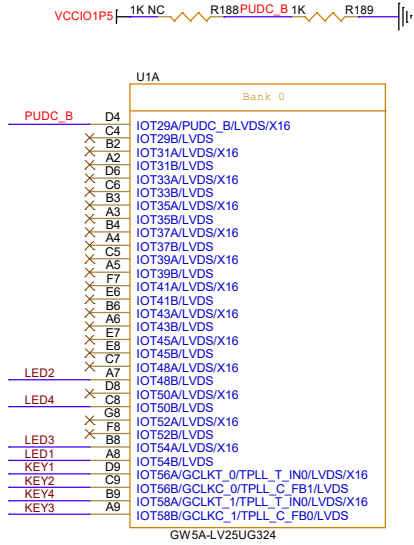 VCCIO1P5 1K NC R188 PUDC_B 1K R189
U1A
Bank 0
PUDC_B D4 IOT29A/PUDC_B/LVDS/X16
C4 IOT29B/LVDS
B2 IOT31A/LVDS/X16
A2 IOT31B/LVDS
D6 IOT33A/LVDS/X16
C6 IOT33B/LVDS
B3 IOT35A/LVDS/X16
A3 IOT35B/LVDS
B4 IOT37A/LVDS/X16
A4 IOT37B/LVDS
C5 IOT39A/LVDS/X16
A5 IOT39B/LVDS
F7 IOT41A/LVDS/X16
E6 IOT41B/LVDS
B6 IOT43A/LVDS/X16
A6 IOT43B/LVDS
E7 IOT45A/LVDS/X16
E8 IOT45B/LVDS
C7 IOT48A/LVDS/X16
LED2 A7 IOT48B/LVDS
D8 IOT50A/LVDS/X16
LED4 C8 IOT50B/LVDS
G8 IOT52A/LVDS/X16
F8 IOT52B/LVDS
LED3 B8 IOT54A/LVDS/X16
LED1 A8 IOT54B/LVDS
KEY1 D9 IOT56A/GCLKT_0/TPLL_T_IN0/LVDS/X16
KEY2 C9 IOT56B/GCLKC_0/TPLL_C_FB1/LVDS
KEY4 B9 IOT58A/GCLKT_1/TPLL_T_IN0/LVDS/X16
KEY3 A9 IOT58B/GCLKC_1/TPLL_C_FB0/LVDS
GW5A-LV25UG324